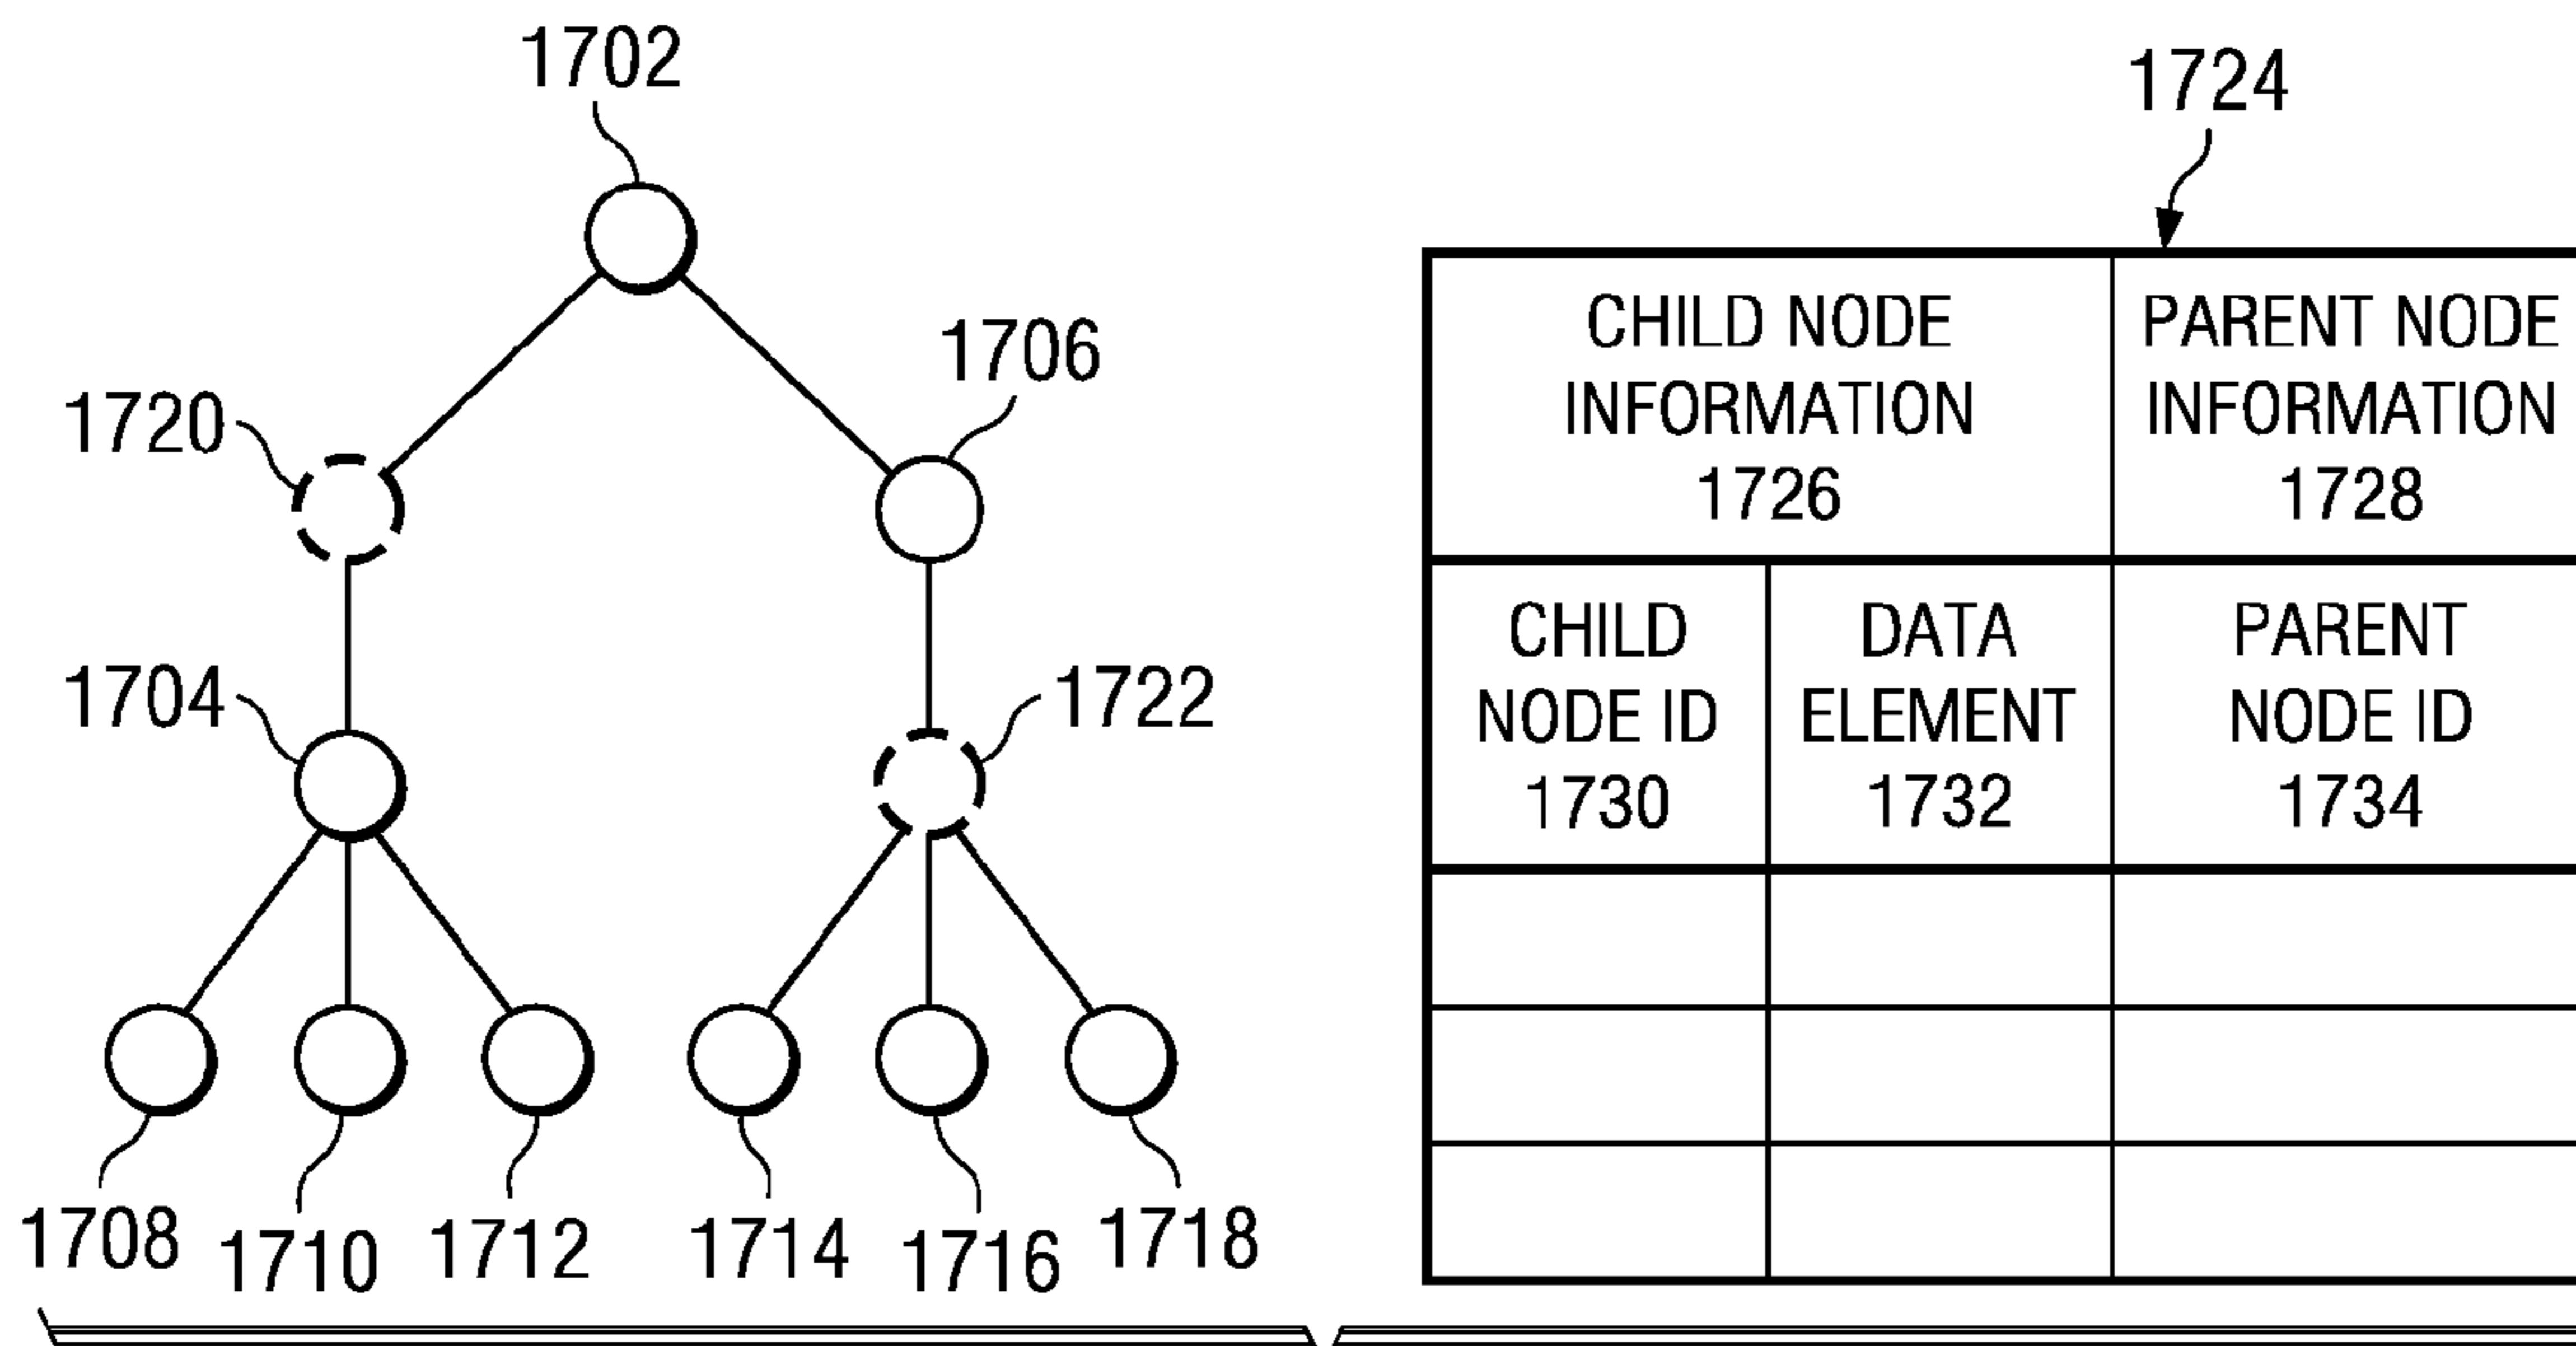 1702
1706
1720
1704
1722
1708
1710
1712
1714
1716
1718
1724
CHILD NODE
INFORMATION
1726
PARENT NODE
INFORMATION
1728
CHILD
NODE ID
1730
DATA
ELEMENT
1732
PARENT
NODE ID
1734